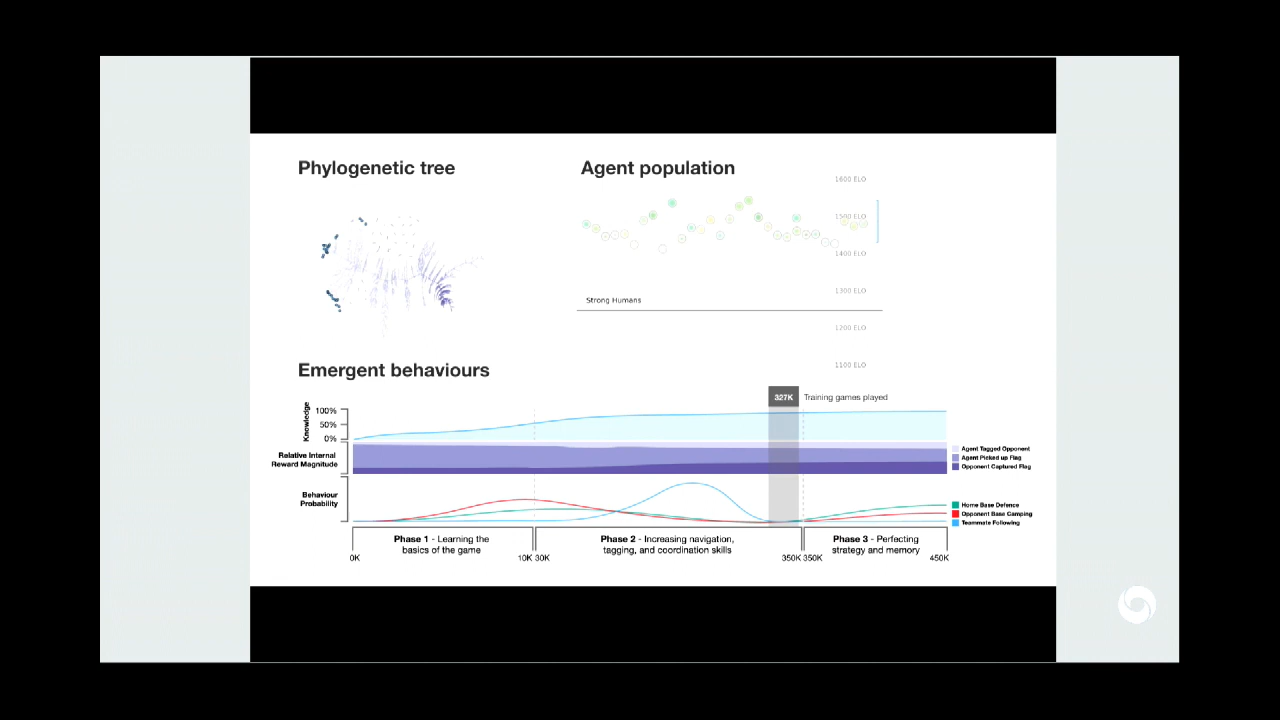 Phylogenetic tree
Agent population
1600 ELO
1500 ELO
1400 ELO
1300 ELO
Strong Humans
1200 ELO
1100 ELO
Emergent behaviours
327K
Training games played
Knowledge
100%
50%
0%
Relative Internal
Reward Magnitude
Agent Tagged Opponent
Agent Picked up Flag
Opponent Captured Flag
Behaviour
Probability
Home Base Defence
Opponent Base Camping
Teammate Following
Phase 1 - Learning the
basics of the game
Phase 2 - Increasing navigation,
tagging, and coordination skills
Phase 3 - Perfecting
strategy and memory
0K
10K
30K
350K
350K
450K